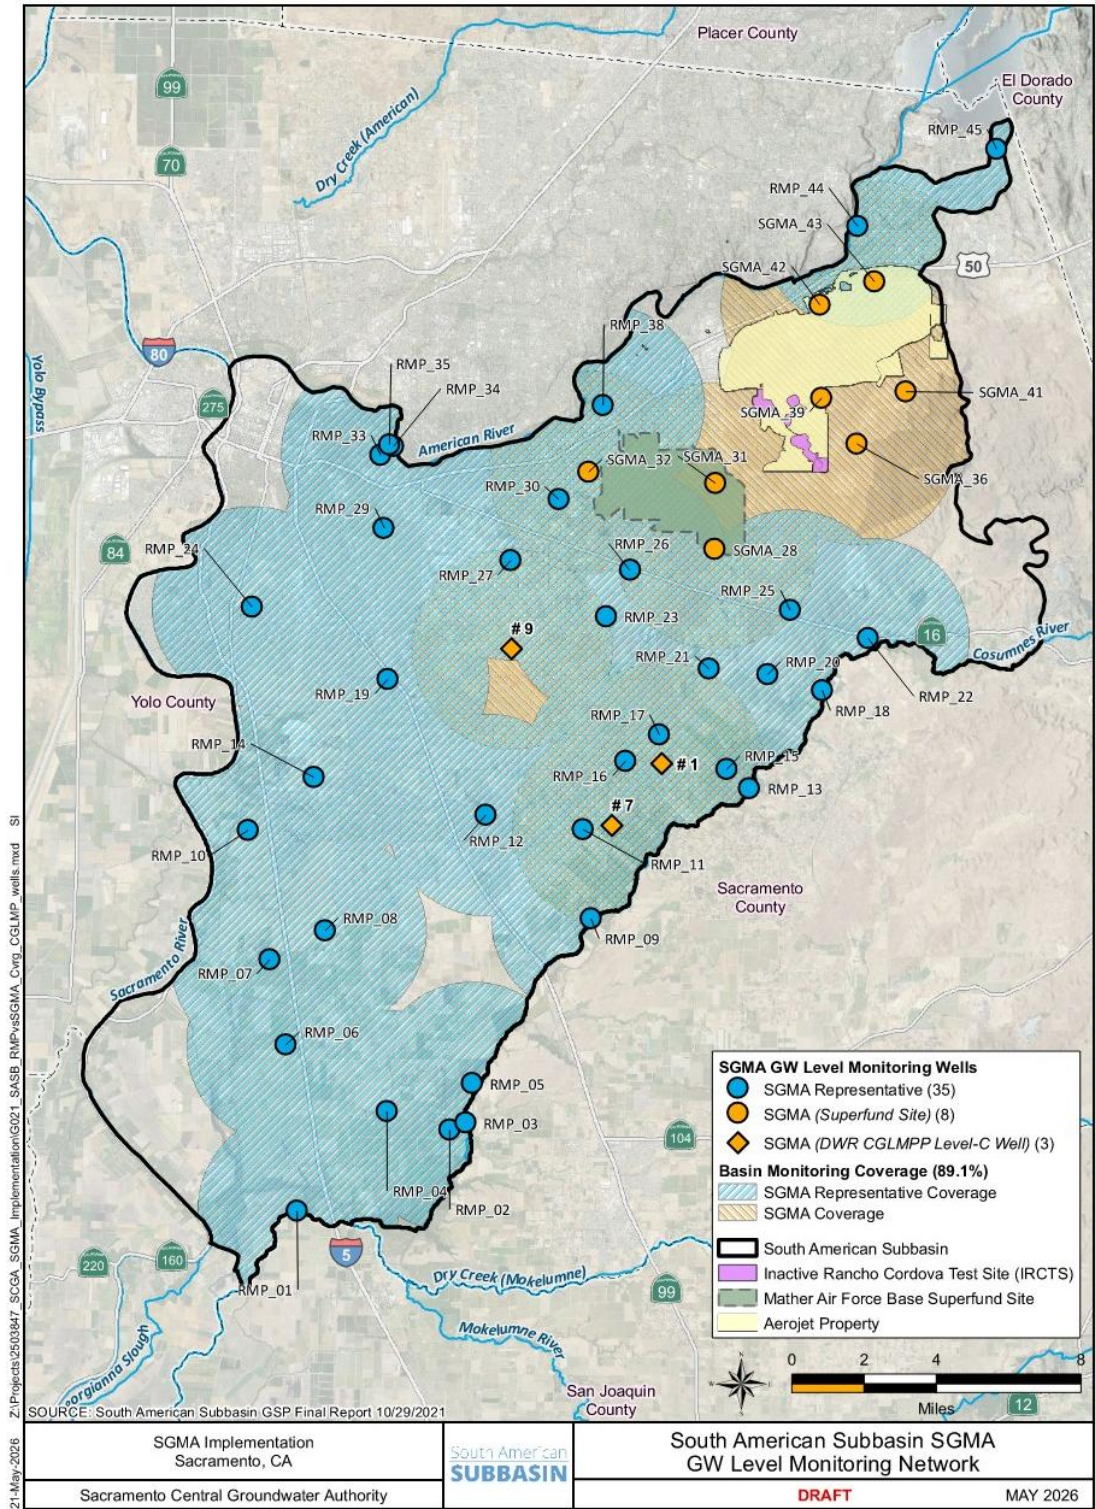 Placer County
El Dorado
County
99
70
Dry Creek (American)
RMP_45
RMP_44
SGMA_43
SGMA_42
50
RMP_38
80
Yolo Bypass
RMP_35
RMP_34
275
SGMA_41
SGMA_39
RMP_33
American River
SGMA_32
SGMA_31
SGMA_36
RMP_30
RMP_29
84
RMP_24
RMP_26
SGMA_28
RMP_27
RMP_25
RMP_23
# 9
16
Cosumnes River
RMP_21
RMP_20
RMP_22
RMP_19
Yolo County
RMP_18
RMP_17
RMP_14
RMP_15
RMP_16
# 1
RMP_13
# 7
RMP_12
RMP_10
RMP_11
Sacramento
County
RMP_08
RMP_09
RMP_07
Sacramento River
RMP_06
RMP_05
RMP_03
104
RMP_04
RMP_02
5
220
160
RMP_01
Dry Creek (Mokelumne)
99
Mokelumne River
Georgianna Slough
San Joaquin
County
12
SGMA GW Level Monitoring Wells
SGMA Representative (35)
SGMA (Superfund Site) (8)
SGMA (DWR CGLMPP Level-C Well) (3)
Basin Monitoring Coverage (89.1%)
SGMA Representative Coverage
SGMA Coverage
South American Subbasin
Inactive Rancho Cordova Test Site (IRCTS)
Mather Air Force Base Superfund Site
Aerojet Property
0 2 4 8
Miles
SOURCE: South American Subbasin GSP Final Report 10/29/2021
21-May-2026 Z:\Projects\2503847_SCGA_SGMA_Implementation\G021_SASB_RMPvsSGMA_Cvrg_CGLMP_wells.mxd SI
SGMA Implementation
Sacramento, CA
Sacramento Central Groundwater Authority
South American
SUBBASIN
South American Subbasin SGMA
GW Level Monitoring Network
DRAFT MAY 2026